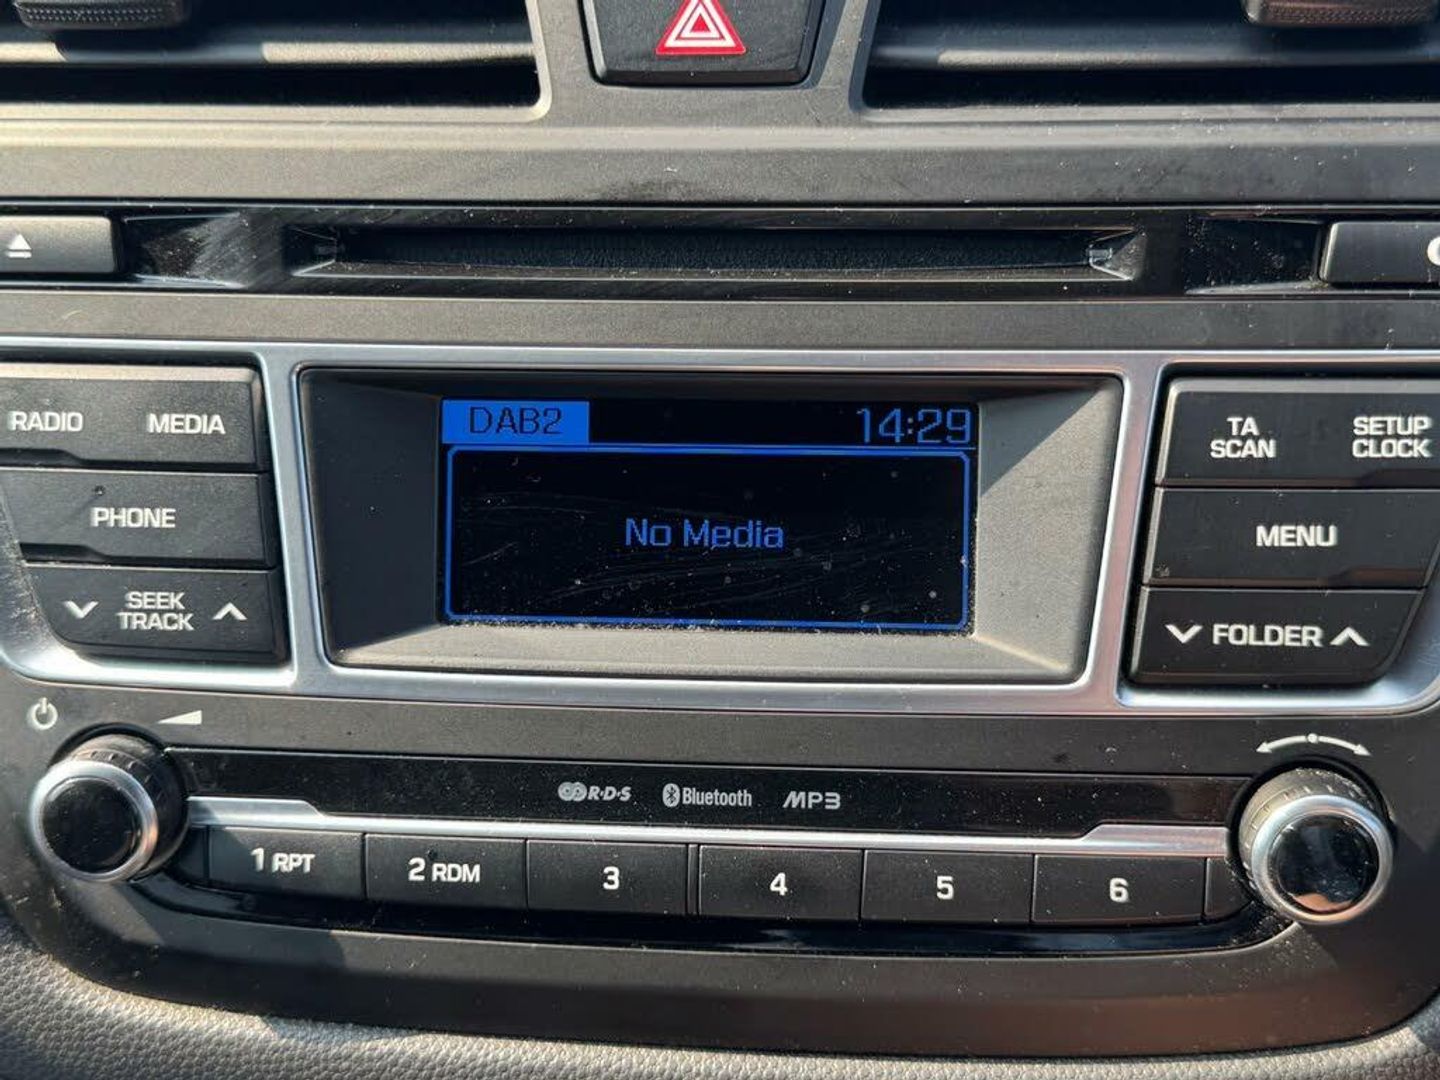 DAB2 14:29
No Media
RADIO MEDIA
PHONE
SEEK
TRACK
TA
SCAN
SETUP
CLOCK
MENU
FOLDER
R·D·S Bluetooth MP3
1 RPT 2 RDM 3 4 5 6